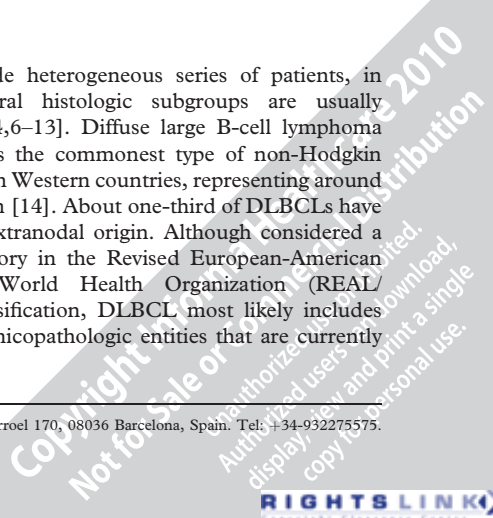 le heterogeneous series of patients, in
ral histologic subgroups are usually
4,6–13]. Diffuse large B-cell lymphoma
s the commonest type of non-Hodgkin
n Western countries, representing around
n [14]. About one-third of DLBCLs have
xtranodal origin. Although considered a
ory in the Revised European-American
World Health Organization (REAL/
sification, DLBCL most likely includes
nicopathologic entities that are currently
rroel 170, 08036 Barcelona, Spain. Tel: +34-932275575.
Copyright Informa Healthcare 2010
Not for Sale or Commercial Distribution
Unauthorized use prohibited.
Authorized users can download,
display, view and print a single
copy for personal use.
RIGHTSLINK